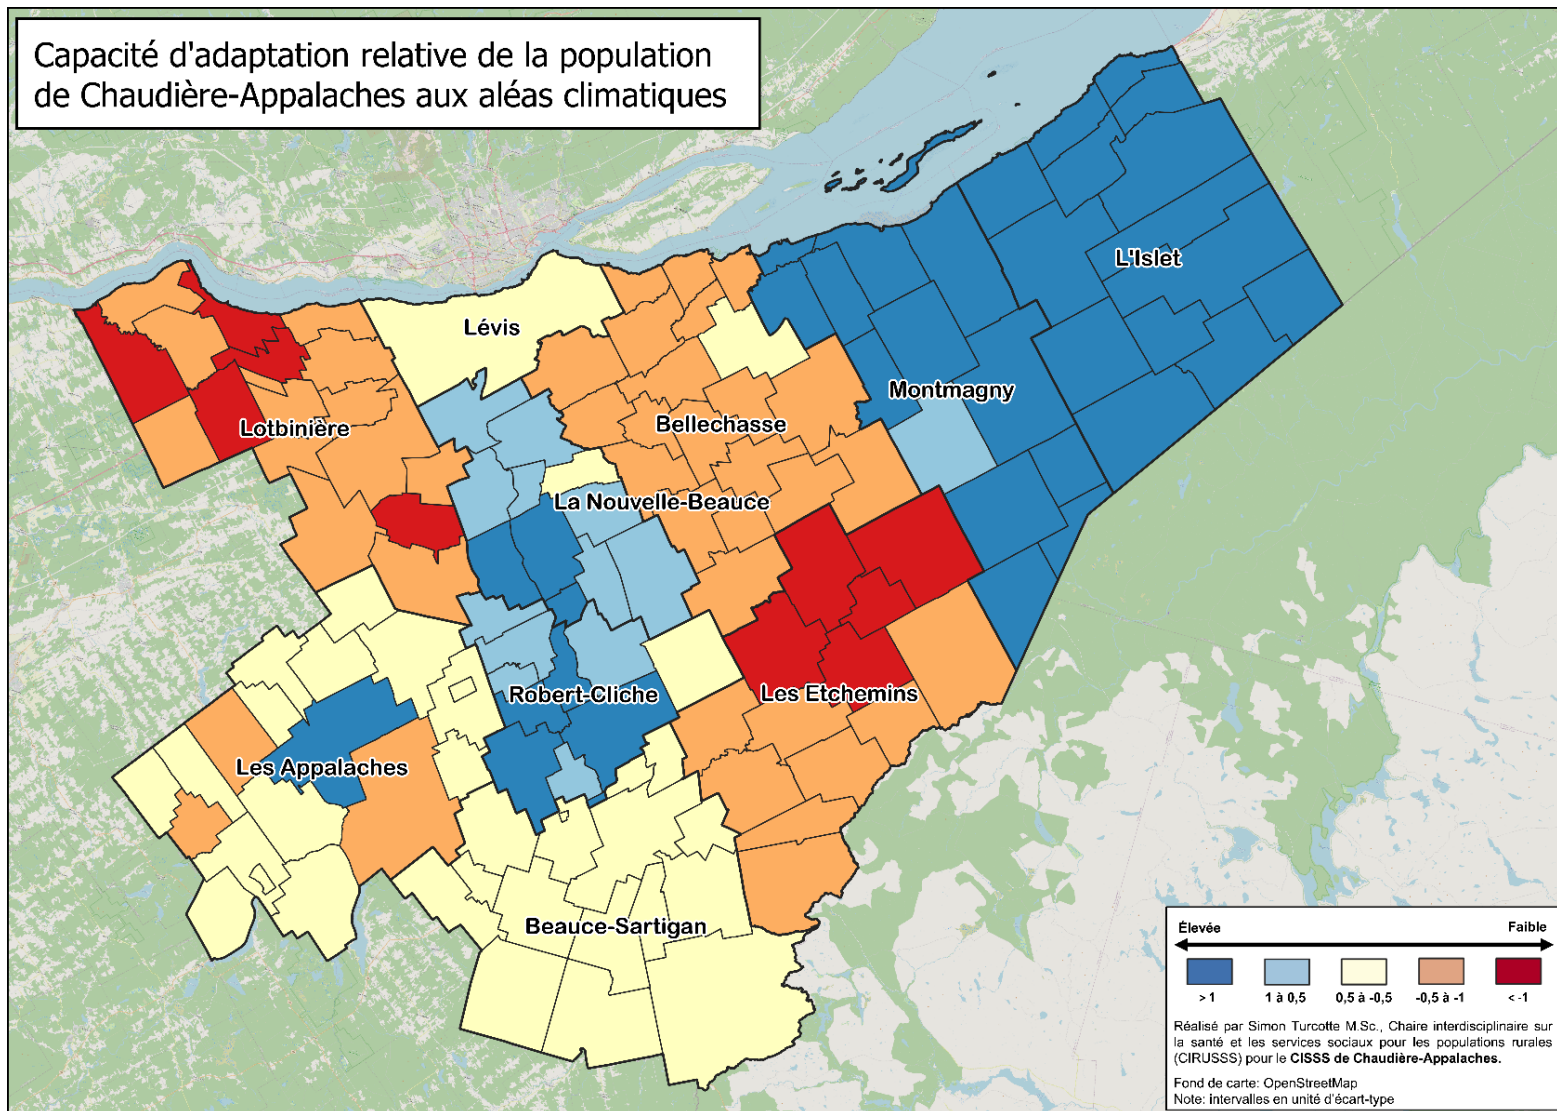 Capacité d'adaptation relative de la population
de Chaudière-Appalaches aux aléas climatiques
L'Islet
Lévis
Montmagny
Bellechasse
Lotbinière
La Nouvelle-Beauce
Robert-Cliche
Les Etchemins
Les Appalaches
Beauce-Sartigan
Élevée Faible
> 1 1 à 0,5 0,5 à -0,5 -0,5 à -1 < -1
Réalisé par Simon Turcotte M.Sc., Chaire interdisciplinaire sur
la santé et les services sociaux pour les populations rurales
(CIRUSSS) pour le CISSS de Chaudière-Appalaches.
Fond de carte: OpenStreetMap
Note: intervalles en unité d'écart-type